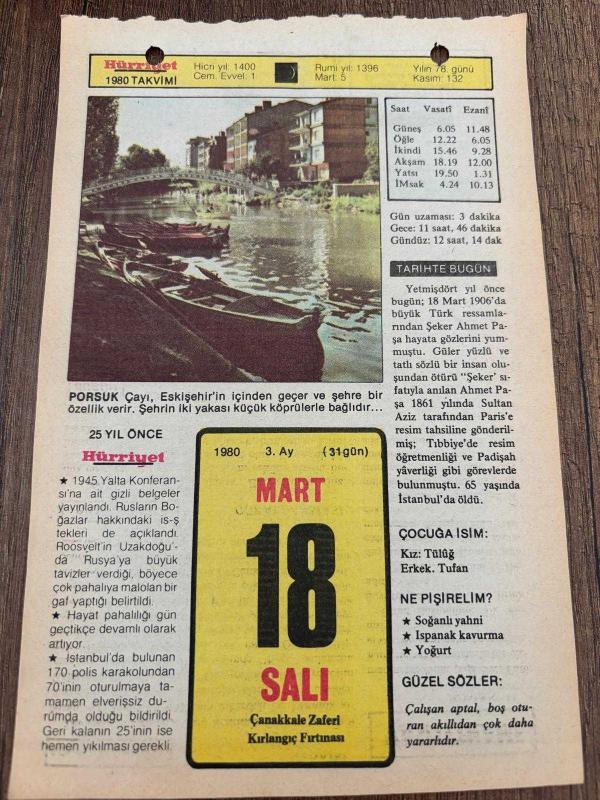 Hürriyet
1980 TAKVİMİ
Hicri yıl: 1400
Cem. Evvel. 1
Rumi yıl: 1396
Mart: 5
Yılın 78. günü
Kasım: 132
Saat Vasatî Ezanî
Güneş 6.05 11.48
Öğle 12.22 6.05
İkindi 15.46 9.28
Akşam 18.19 12.00
Yatsı 19.50 1.31
İMsak 4.24 10.13
Gün uzaması: 3 dakika
Gece: 11 saat, 46 dakika
Gündüz: 12 saat, 14 dak
TARİHTE BUGÜN
Yetmişdört yıl önce
bugün; 18 Mart 1906'da
büyük Türk ressamla-
rından Şeker Ahmet Pa-
şa hayata gözlerini yum-
muştu. Güler yüzlü ve
tatlı sözlü bir insan olu-
şundan ötürü "Şeker' sı-
fatıyla anılan Ahmet Pa-
şa 1861 yılında Sultan
Aziz tarafından Paris'e
resim tahsiline gönderil-
miş; Tıbbiye'de resim
öğretmenliği ve Padişah
yâverliği gibi görevlerde
bulunmuştu. 65 yaşında
İstanbul'da öldü.
PORSUK Çayı, Eskişehir'in içinden geçer ve şehre bir
özellik verir. Şehrin iki yakası küçük köprülerle bağlıdır...
25 YIL ÖNCE
Hürriyet
★ 1945 Yalta Konferan-
sı'na ait gizli belgeler
yayınlandı. Rusların Bo-
ğazlar hakkındaki is-ş
tekleri de açıklandı.
Roosvelt'in Uzakdoğu'-
da Rusya'ya büyük
tavizler verdiği, böyece
çok pahalıya malolan bir
gaf yaptığı belirtildi.
★ Hayat pahalılığı gün
geçtikçe devamlı olarak
artıyor.
★ İstanbul'da bulunan
170 polis karakolundan
70'inin oturulmaya ta-
mamen elverişsiz du-
rumda olduğu bildirildi.
Geri kalanın 25'inin ise
hemen yıkılması gerekli.
1980 3. Ay (31 gün)
MART
18
SALI
Çanakkale Zaferi
Kırlangıç Fırtınası
ÇOCUĞA İSİM:
Kız: Tülûğ
Erkek. Tufan
NE PİŞİRELİM?
★ Soğanlı yahni
★ Ispanak kavurma
★ Yoğurt
GÜZEL SÖZLER:
Çalışan aptal, boş otu-
ran akıllıdan çok daha
yararlıdır.